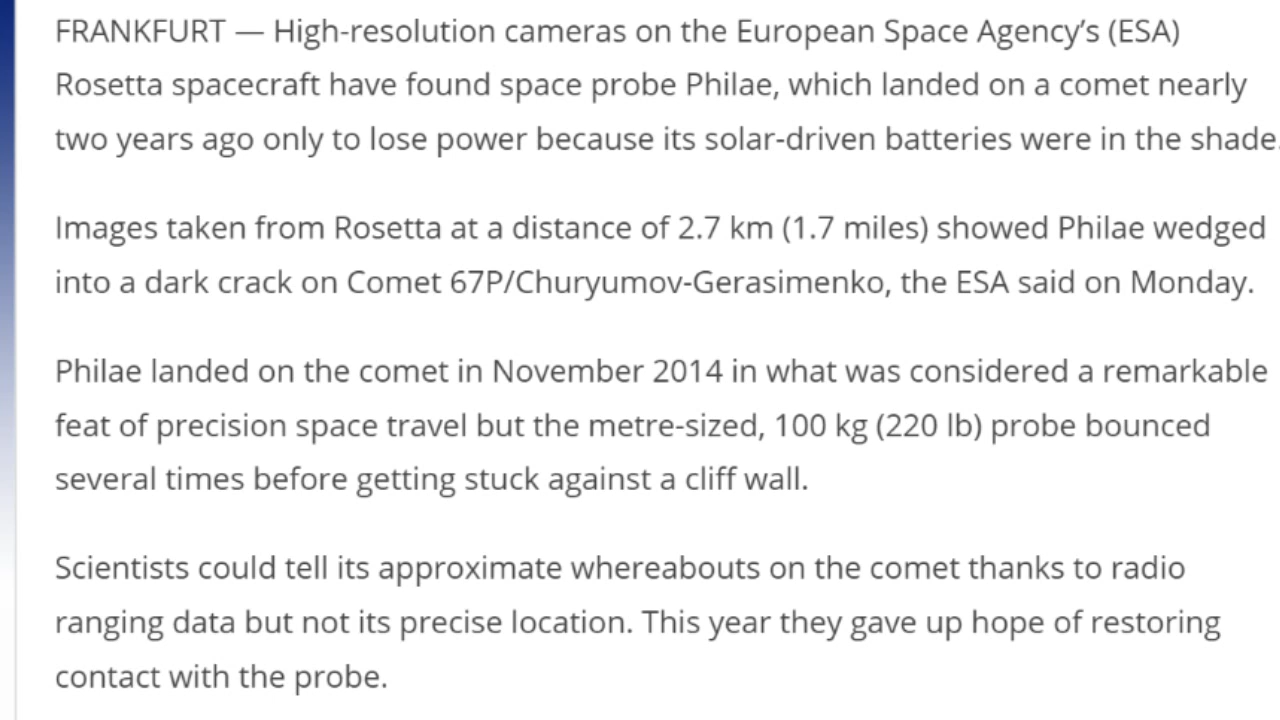 FRANKFURT — High-resolution cameras on the European Space Agency’s (ESA)
Rosetta spacecraft have found space probe Philae, which landed on a comet nearly
two years ago only to lose power because its solar-driven batteries were in the shade.
Images taken from Rosetta at a distance of 2.7 km (1.7 miles) showed Philae wedged
into a dark crack on Comet 67P/Churyumov-Gerasimenko, the ESA said on Monday.
Philae landed on the comet in November 2014 in what was considered a remarkable
feat of precision space travel but the metre-sized, 100 kg (220 lb) probe bounced
several times before getting stuck against a cliff wall.
Scientists could tell its approximate whereabouts on the comet thanks to radio
ranging data but not its precise location. This year they gave up hope of restoring
contact with the probe.